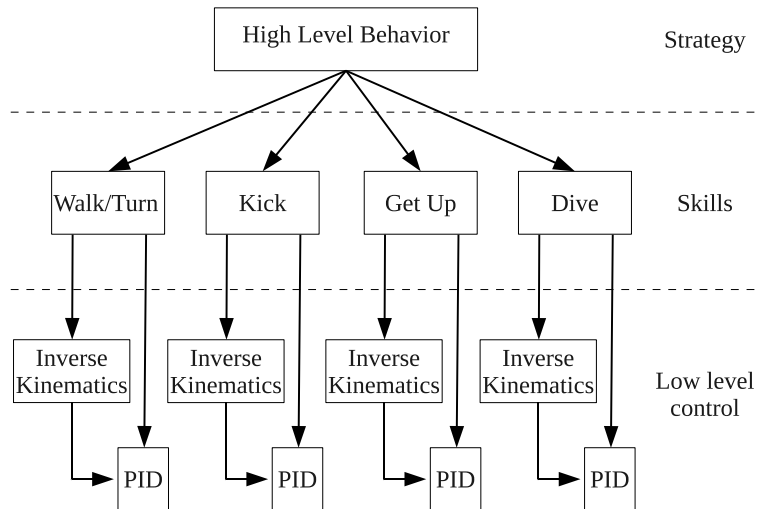 High Level Behavior
Strategy
Walk/Turn
Kick
Get Up
Dive
Skills
Inverse
Kinematics
Inverse
Kinematics
Inverse
Kinematics
Inverse
Kinematics
Low level
control
PID
PID
PID
PID